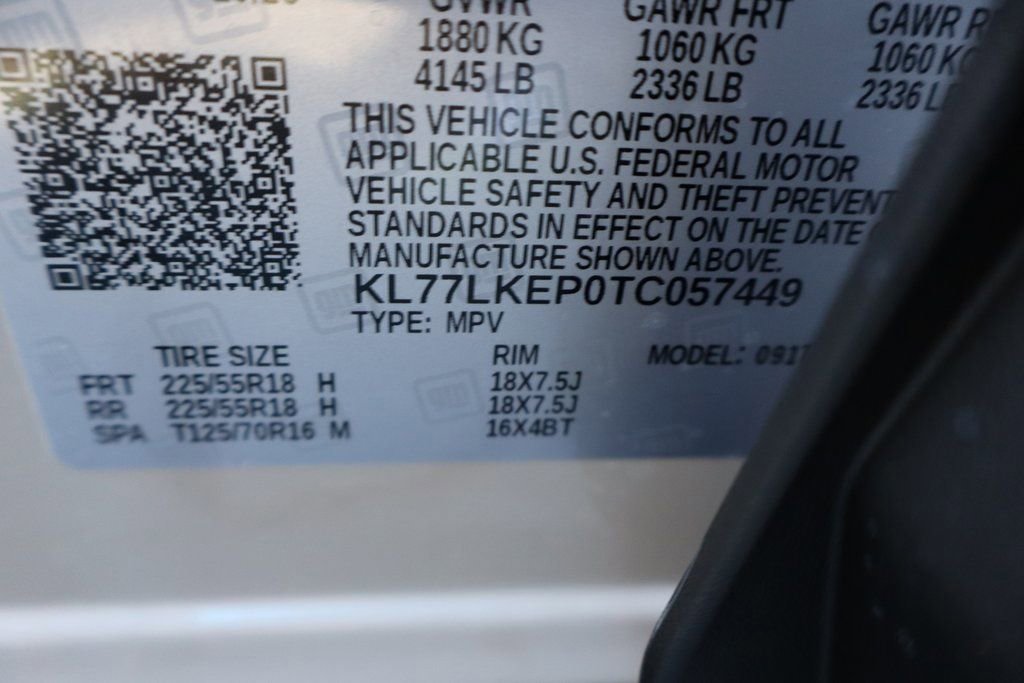 GVWR GAWR FRT GAWR R
1880 KG 1060 KG 1060 KG
4145 LB 2336 LB 2336 L
THIS VEHICLE CONFORMS TO ALL
APPLICABLE U.S. FEDERAL MOTOR
VEHICLE SAFETY AND THEFT PREVENT
STANDARDS IN EFFECT ON THE DATE
MANUFACTURE SHOWN ABOVE.
KL77LKEP0TC057449
TYPE: MPV
TIRE SIZE RIM MODEL: 091T
FRT 225/55R18 H 18X7.5J
RR 225/55R18 H 18X7.5J
SPA T125/70R16 M 16X4BT